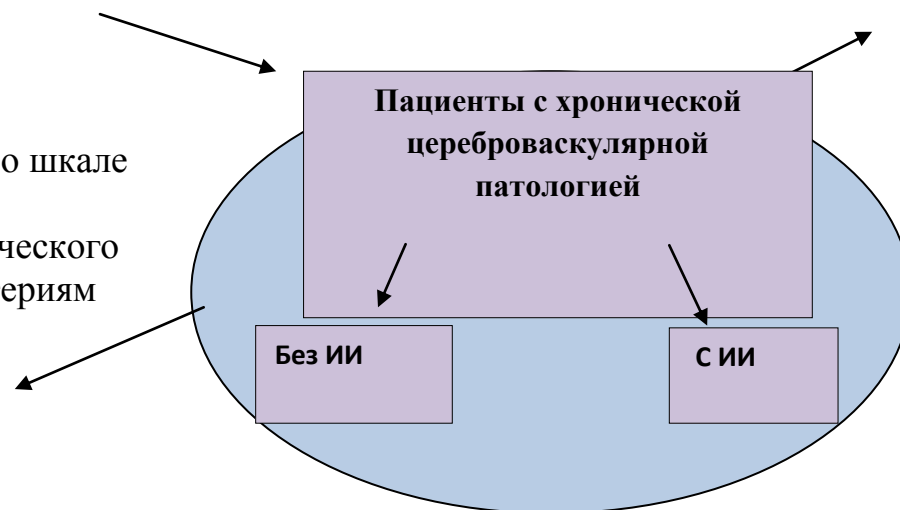 Пациенты с хронической
цереброваскулярной
патологией
о шкале
ческого
ериям
Без ИИ
С ИИ